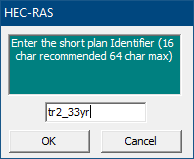 HEC-RAS
Enter the short plan Identifier (16
char recommended 64 char max)
tr2_33yr
OK Cancel